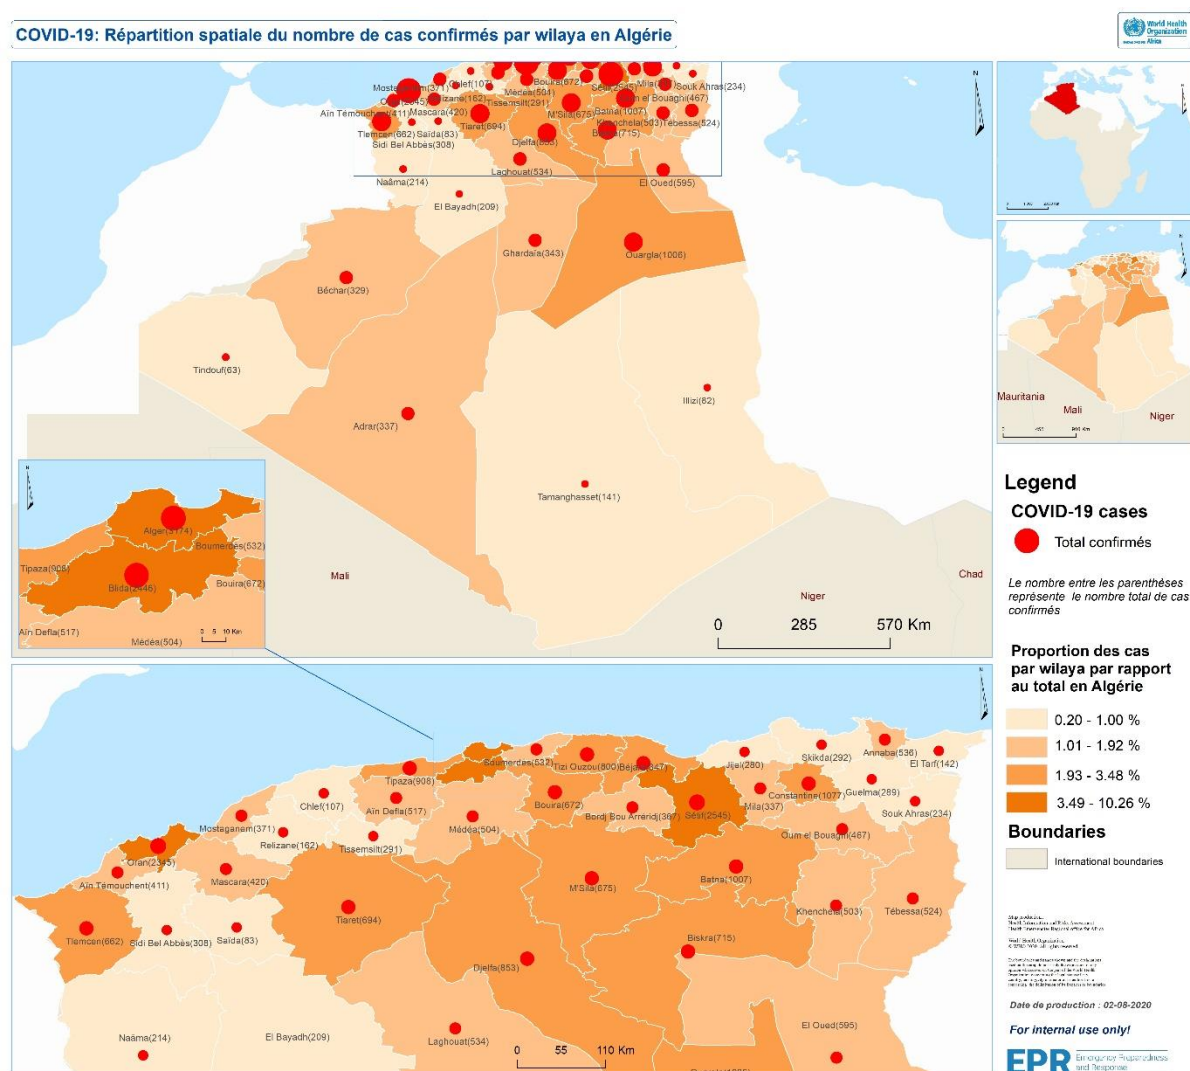 COVID-19: Répartition spatiale du nombre de cas confirmés par wilaya en Algérie
World Health
Organization
Africa
Mostaganem(371)
Chlef(107)
Bouira(672)
Souk Ahras(234)
Médéa(504)
Tissemsilt(291)
Aïn Témouchent(411)
Mascara(420)
M'Sila(675)
Batna(1007)
Khenchela(503)
Tébessa(524)
Tlemcen(662)
Saïda(83)
Tiaret(694)
Sidi Bel Abbès(308)
Laghouat(534)
Naâma(214)
El Oued(595)
El Bayadh(209)
Ghardaïa(343)
Ouargla(1006)
Béchar(329)
Tindouf(63)
Illizi(82)
Adrar(337)
Tamanghasset(141)
Mali
Niger
Chad
0 285 570 Km
Alger(3174)
Boumerdes(532)
Tipaza(908)
Blida(2446)
Bouira(672)
Aïn Defla(517)
0 5 10 Km
Médéa(504)
Mauritania
Mali
Niger
Legend
COVID-19 cases
Total confirmés
Le nombre entre les parenthèses
représente le nombre total de cas
confirmés
Proportion des cas
par wilaya par rapport
au total en Algérie
0.20 - 1.00 %
1.01 - 1.92 %
1.93 - 3.48 %
3.49 - 10.26 %
Boundaries
International boundaries
Skikda(292)
Annaba(536)
El Tarf(142)
Jijel(280)
Tizi Ouzou(800)
Tipaza(908)
Guelma(289)
Constantine(1077)
Mila(337)
Chlef(107)
Aïn Defla(517)
Bouira(672)
Bordj Bou Arréridj(367)
Sétif(2545)
Souk Ahras(234)
Mostaganem(371)
Médéa(504)
Oum el Bouaghi(467)
Relizane(162)
Tissemsilt(291)
Oran(2345)
Aïn Témouchent(411)
Mascara(420)
M'Sila(675)
Batna(1007)
Khenchela(503)
Tébessa(524)
Tiaret(694)
Tlemcen(662)
Sidi Bel Abbès(308)
Saïda(83)
Biskra(715)
Djelfa(853)
El Oued(595)
Naâma(214)
El Bayadh(209)
Laghouat(534)
0 55 110 Km
Date de production : 02-08-2020
For internal use only!
EPR
Emergency Preparedness
and Response